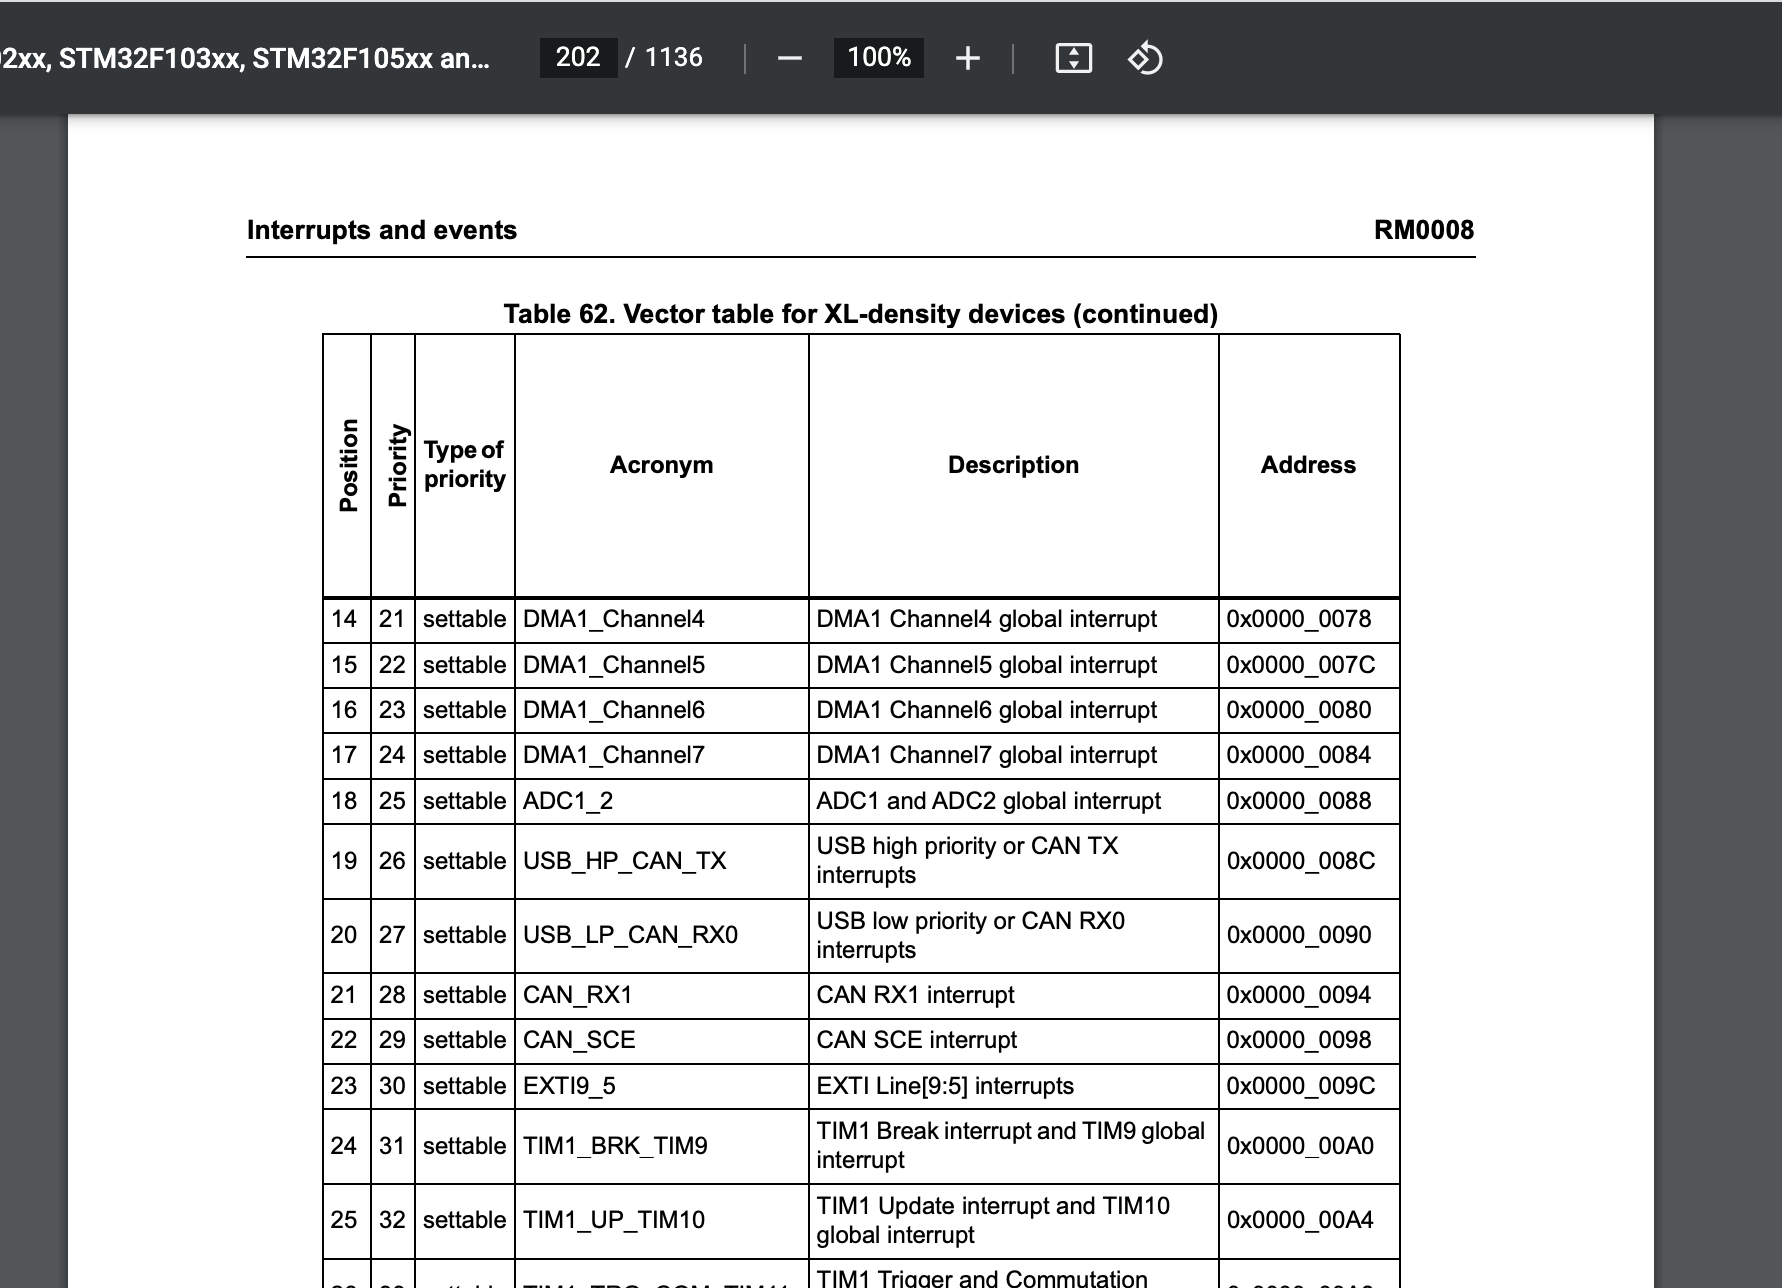 2xx, STM32F103xx, STM32F105xx an...
202 / 1136
100%
Interrupts and events
RM0008
Table 62. Vector table for XL-density devices (continued)
Position
Priority
Type of
priority
Acronym
Description
Address
14 21 settable DMA1_Channel4 DMA1 Channel4 global interrupt 0x0000_0078
15 22 settable DMA1_Channel5 DMA1 Channel5 global interrupt 0x0000_007C
16 23 settable DMA1_Channel6 DMA1 Channel6 global interrupt 0x0000_0080
17 24 settable DMA1_Channel7 DMA1 Channel7 global interrupt 0x0000_0084
18 25 settable ADC1_2 ADC1 and ADC2 global interrupt 0x0000_0088
19 26 settable USB_HP_CAN_TX USB high priority or CAN TX
interrupts 0x0000_008C
20 27 settable USB_LP_CAN_RX0 USB low priority or CAN RX0
interrupts 0x0000_0090
21 28 settable CAN_RX1 CAN RX1 interrupt 0x0000_0094
22 29 settable CAN_SCE CAN SCE interrupt 0x0000_0098
23 30 settable EXTI9_5 EXTI Line[9:5] interrupts 0x0000_009C
24 31 settable TIM1_BRK_TIM9 TIM1 Break interrupt and TIM9 global
interrupt 0x0000_00A0
25 32 settable TIM1_UP_TIM10 TIM1 Update interrupt and TIM10
global interrupt 0x0000_00A4
TIM1 Trigger and Commutation